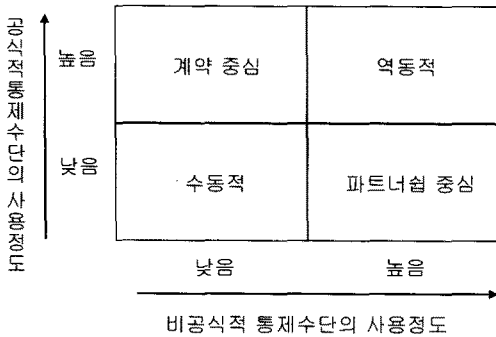 공식적통제수단의 사용정도
높음
계약 중심
역동적
낮음
수동적
파트너쉽 중심
낮음
높음
비공식적 통제수단의 사용정도